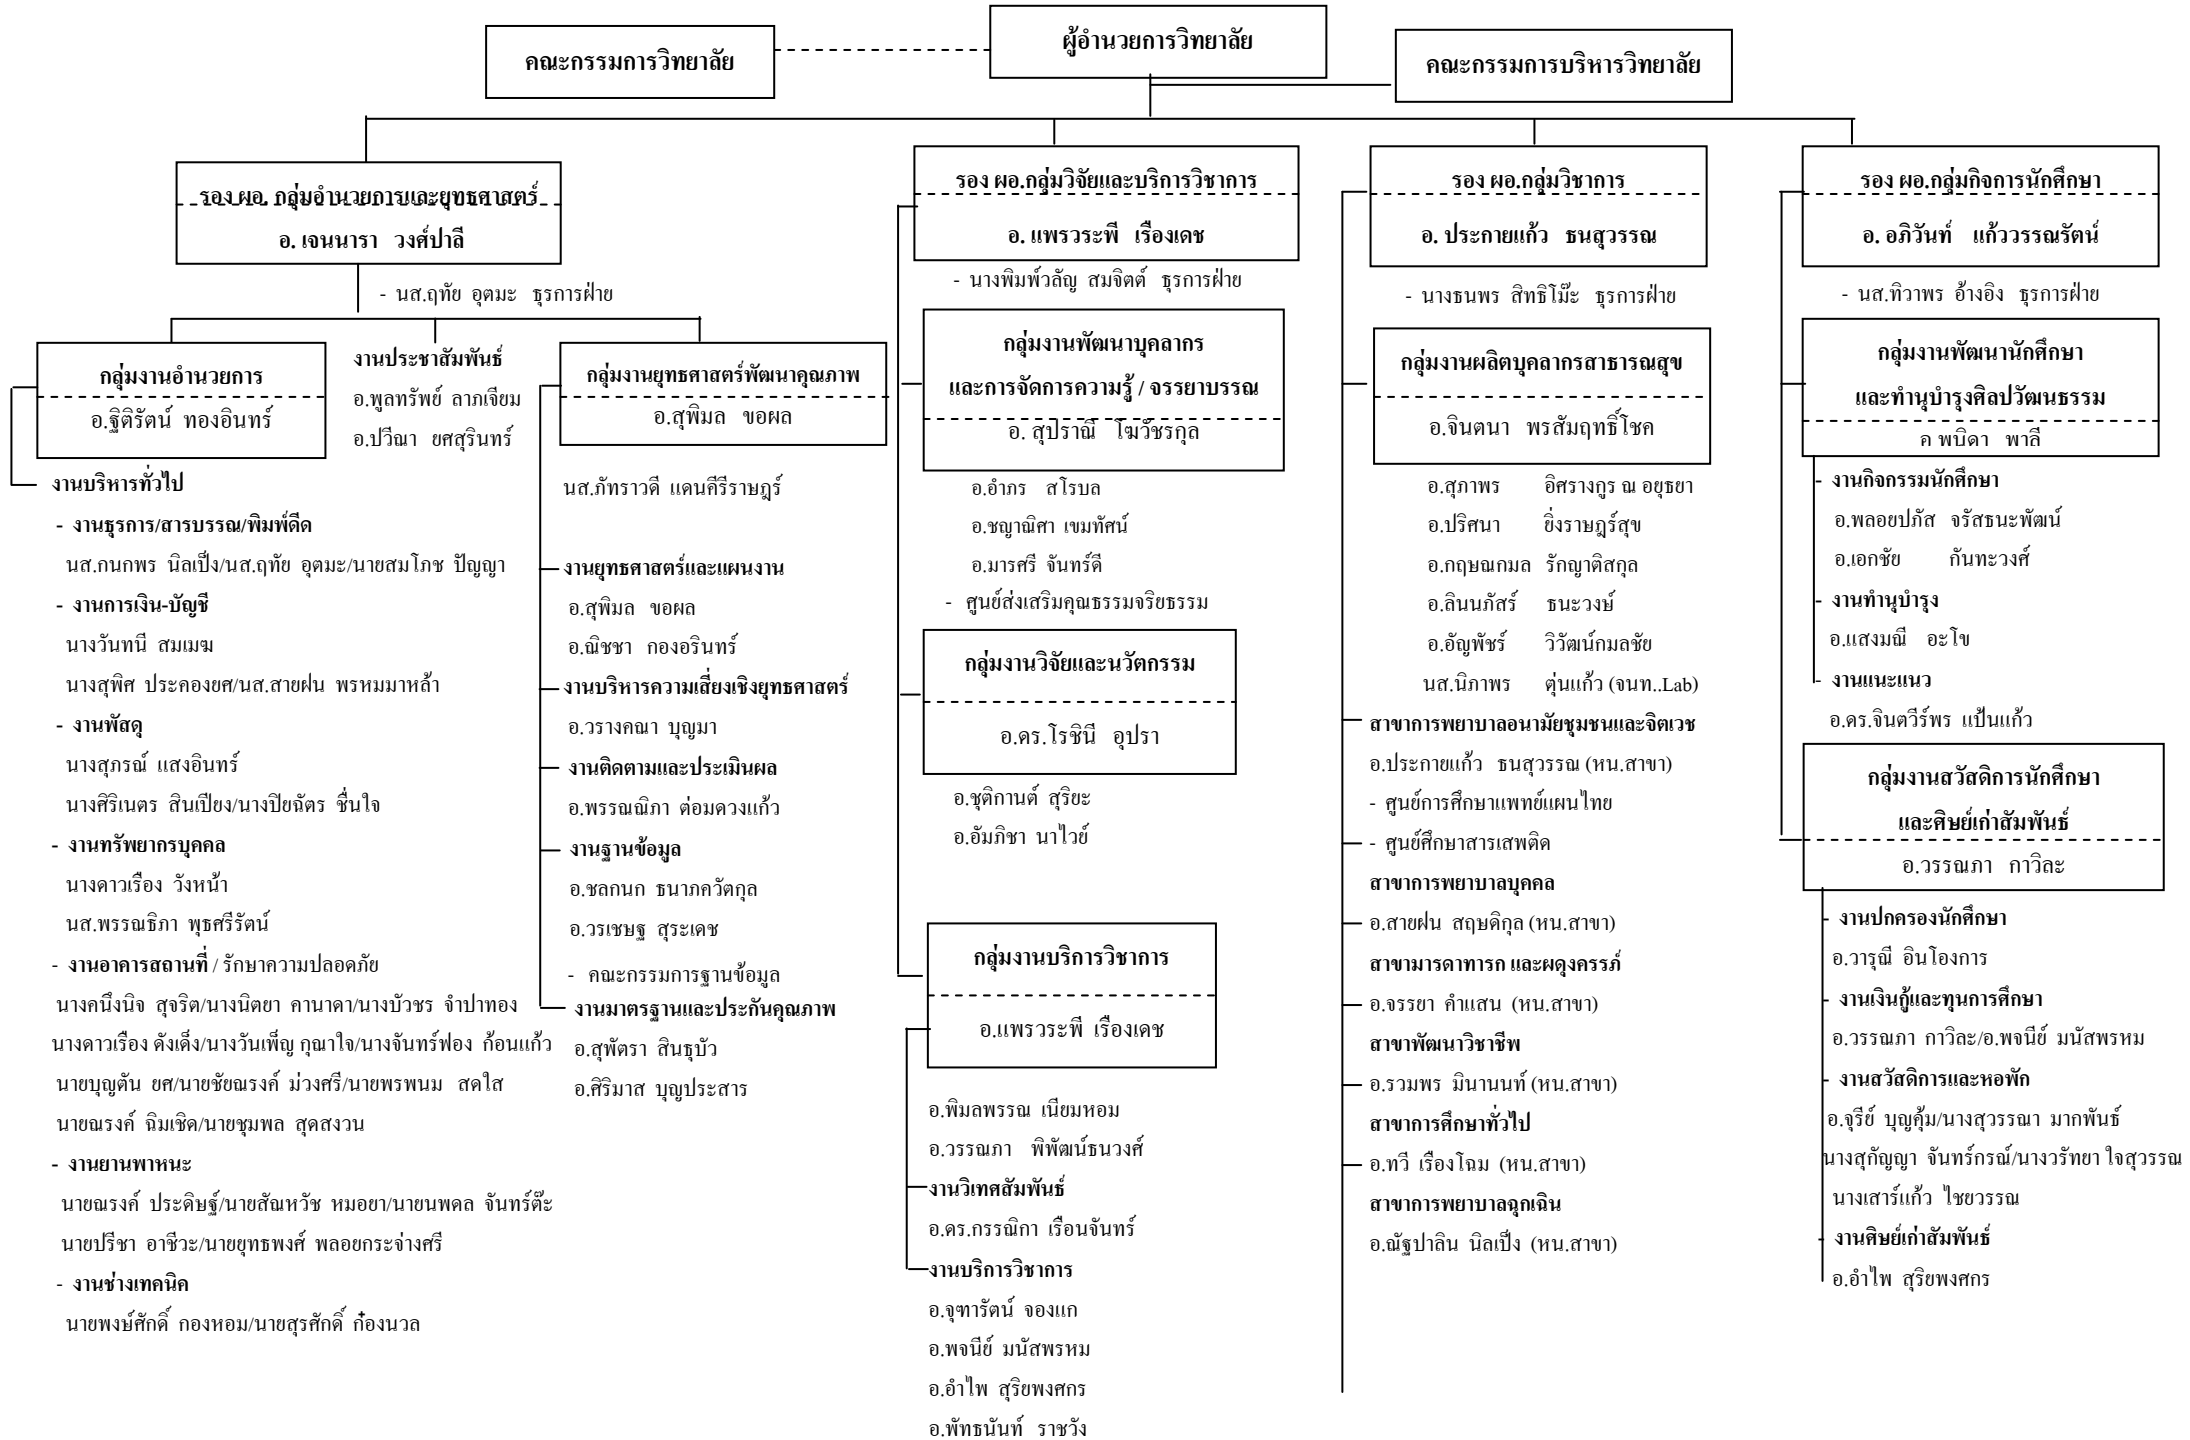 คณะกรรมการวิทยาลัย
ผู้อำนวยการวิทยาลัย
คณะกรรมการบริหารวิทยาลัย
รอง ผอ. กลุ่มอำนวยการและยุทธศาสตร์
อ. เจนนารา วงศ์ปาลี
- นส.ฤทัย อุตมะ ธุรการฝ่าย
กลุ่มงานอำนวยการ
อ.ฐิติรัตน์ ทองอินทร์
งานบริหารทั่วไป
- งานธุรการ/สารบรรณ/พิมพ์ดีด
นส.กนกพร นิลเป็ง/นส.ฤทัย อุตมะ/นายสมโภช ปัญญา
- งานการเงิน-บัญชี
นางวันทนี สมเมฆ
นางสุพิศ ประคองยศ/นส.สายฝน พรหมมาหล้า
- งานพัสดุ
นางสุภรณ์ แสงอินทร์
นางศิริเนตร สินเปียง/นางปิยฉัตร ชื่นใจ
- งานทรัพยากรบุคคล
นางดาวเรือง วังหน้า
นส.พรรณธิภา พุธศรีรัตน์
- งานอาคารสถานที่ / รักษาความปลอดภัย
นางคนึงนิจ สุจริต/นางนิตยา คานาดา/นางบัวชร จำปาทอง
นางดาวเรือง ดังเด็ง/นางวันเพ็ญ กุณาใจ/นางจันทร์ฟอง ก้อนแก้ว
นายบุญตัน ยศ/นายชัยณรงค์ ม่วงศรี/นายพรพนม สดใส
นายณรงค์ ฉิมเชิด/นายชุมพล สุดสงวน
- งานยานพาหนะ
นายณรงค์ ประดิษฐ์/นายสัณหวัช หมอยา/นายนพดล จันทร์ต๊ะ
นายปรีชา อาชีวะ/นายยุทธพงศ์ พลอยกระจ่างศรี
- งานช่างเทคนิค
นายพงษ์ศักดิ์ กองหอม/นายสุรศักดิ์ ก๋องนวล
งานประชาสัมพันธ์
อ.พูลทรัพย์ ลาภเจียม
อ.ปวีณา ยศสุรินทร์
กลุ่มงานยุทธศาสตร์พัฒนาคุณภาพ
อ.สุพิมล ขอผล
นส.ภัทราวดี แดนคีรีราษฎร์
งานยุทธศาสตร์และแผนงาน
อ.สุพิมล ขอผล
อ.ณิชชา กองอรินทร์
งานบริหารความเสี่ยงเชิงยุทธศาสตร์
อ.วรางคณา บุญมา
งานติดตามและประเมินผล
อ.พรรณณิภา ต่อมดวงแก้ว
งานฐานข้อมูล
อ.ชลกนก ธนาภควัตกุล
อ.วรเชษฐ สุระเดช
- คณะกรรมการฐานข้อมูล
งานมาตรฐานและประกันคุณภาพ
อ.สุพัตรา สินธุบัว
อ.ศิริมาส บุญประสาร
รอง ผอ.กลุ่มวิจัยและบริการวิชาการ
อ. แพรวระพี เรืองเดช
- นางพิมพ์วลัญ สมจิตต์ ธุรการฝ่าย
กลุ่มงานพัฒนาบุคลากร
และการจัดการความรู้ / จรรยาบรรณ
อ. สุปราณี โฆวัชรกุล
อ.อำภร สโรบล
อ.ชญาณิศา เขมทัศน์
อ.มารศรี จันทร์ดี
- ศูนย์ส่งเสริมคุณธรรมจริยธรรม
กลุ่มงานวิจัยและนวัตกรรม
อ.ดร.โรชินี อุปรา
อ.ชุติกานต์ สุริยะ
อ.อัมภิชา นาไวย์
กลุ่มงานบริการวิชาการ
อ.แพรวระพี เรืองเดช
อ.พิมลพรรณ เนียมหอม
อ.วรรณภา พิพัฒน์ธนวงศ์
งานวิเทศสัมพันธ์
อ.ดร.กรรณิกา เรือนจันทร์
งานบริการวิชาการ
อ.จุฑารัตน์ จองแก
อ.พจนีย์ มนัสพรหม
อ.อำไพ สุริยพงศกร
อ.พัทธนันท์ ราชวัง
รอง ผอ.กลุ่มวิชาการ
อ. ประกายแก้ว ธนสุวรรณ
- นางธนพร สิทธิโม๊ะ ธุรการฝ่าย
กลุ่มงานผลิตบุคลากรสาธารณสุข
อ.จินตนา พรสัมฤทธิ์โชค
อ.สุภาพร อิศรางกูร ณ อยุธยา
อ.ปริศนา ยิ่งราษฎร์สุข
อ.กฤษณกมล รักญาติสกุล
อ.ลินนภัสร์ ธนะวงษ์
อ.อัญพัชร์ วิวัฒน์กมลชัย
นส.นิภาพร ตุ่นแก้ว (จนท..Lab)
สาขาการพยาบาลอนามัยชุมชนและจิตเวช
อ.ประกายแก้ว ธนสุวรรณ (หน.สาขา)
- ศูนย์การศึกษาแพทย์แผนไทย
- ศูนย์ศึกษาสารเสพติด
สาขาการพยาบาลบุคคล
อ.สายฝน สฤษดิกุล (หน.สาขา)
สาขามารดาทารก และผดุงครรภ์
อ.จรรยา คำแสน (หน.สาขา)
สาขาพัฒนาวิชาชีพ
อ.รวมพร มินานนท์ (หน.สาขา)
สาขาการศึกษาทั่วไป
อ.ทวี เรืองโฉม (หน.สาขา)
สาขาการพยาบาลฉุกเฉิน
อ.ณัฐปาลิน นิลเป็ง (หน.สาขา)
รอง ผอ.กลุ่มกิจการนักศึกษา
อ. อภิวันท์ แก้ววรรณรัตน์
- นส.ทิวาพร อ้างอิง ธุรการฝ่าย
กลุ่มงานพัฒนานักศึกษา
และทำนุบำรุงศิลปวัฒนธรรม
ค พบิดา พาลี
- งานกิจกรรมนักศึกษา
อ.พลอยปภัส จรัสธนะพัฒน์
อ.เอกชัย กันทะวงศ์
- งานทำนุบำรุง
อ.แสงมณี อะโข
- งานแนะแนว
อ.ดร.จินตวีร์พร แป้นแก้ว
กลุ่มงานสวัสดิการนักศึกษา
และศิษย์เก่าสัมพันธ์
อ.วรรณภา กาวิละ
- งานปกครองนักศึกษา
อ.วารุณี อินโองการ
- งานเงินกู้และทุนการศึกษา
อ.วรรณภา กาวิละ/อ.พจนีย์ มนัสพรหม
- งานสวัสดิการและหอพัก
อ.จุรีย์ บุญคุ้ม/นางสุวรรณา มากพันธ์
นางสุกัญญา จันทร์กรณ์/นางวรัทยา ใจสุวรรณ
นางเสาร์แก้ว ไชยวรรณ
- งานศิษย์เก่าสัมพันธ์
อ.อำไพ สุริยพงศกร